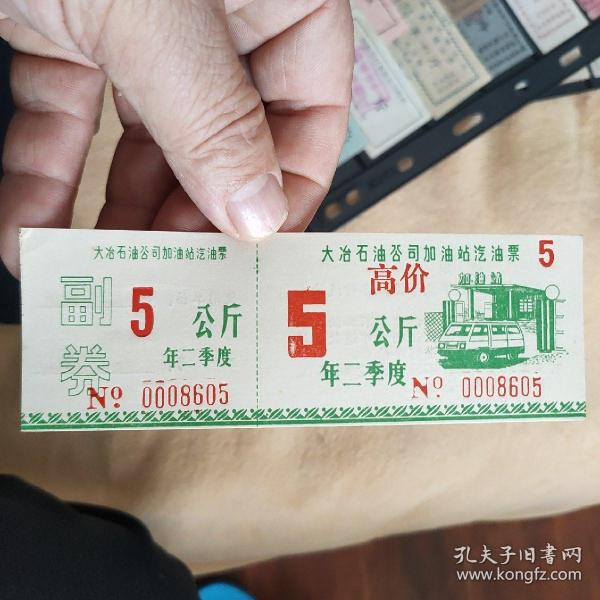 大冶石油公司加油站汽油票
副券
5 公斤
年二季度
Nº 0008605
大冶石油公司加油站汽油票 5
高价
5 公斤
年二季度
Nº 0008605
加油站
孔夫子旧书网
www.kongfz.com